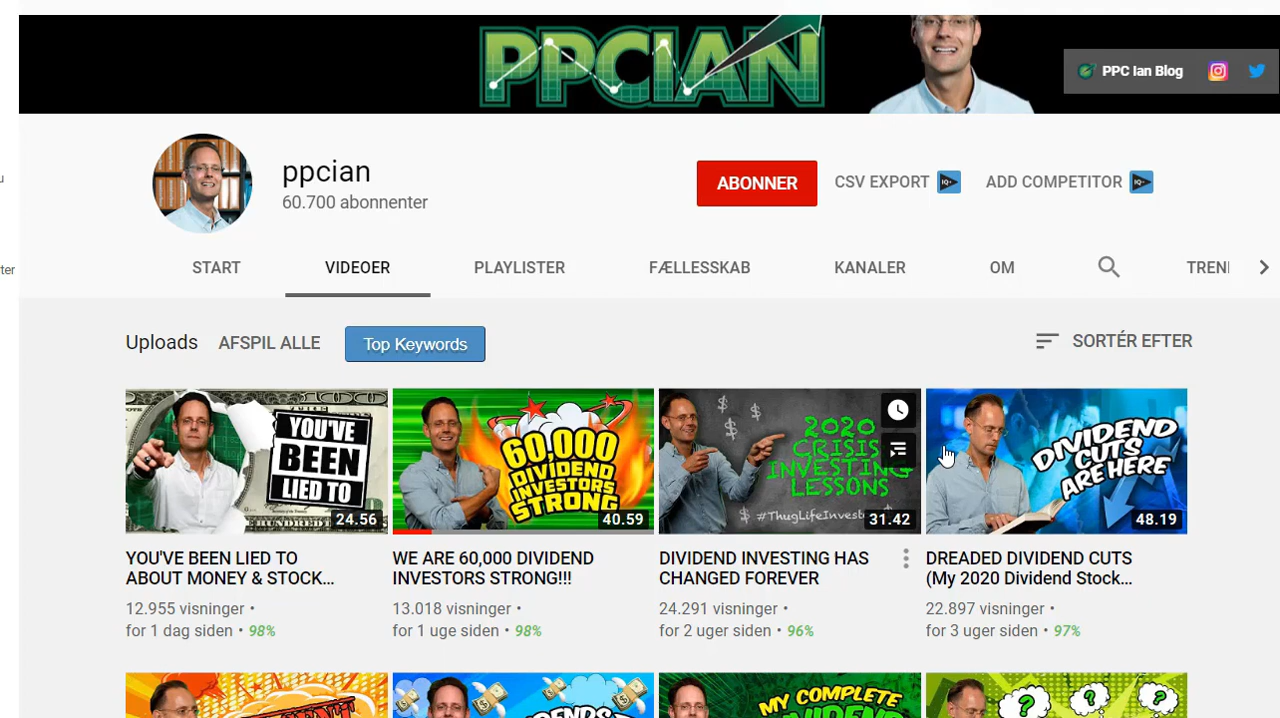 PPCIAN
PPC Ian Blog
ppcian
60.700 abonnenter
ABONNER
CSV EXPORT IQ+
ADD COMPETITOR IQ+
u
ter
START VIDEOER PLAYLISTER FÆLLESSKAB KANALER OM TREN
Uploads AFSPIL ALLE Top Keywords SORTÉR EFTER
YOU'VE
BEEN
LIED TO
24.56
60,000
DIVIDEND
INVESTORS
STRONG
40.59
2020
CRISIS
INVESTING
LESSONS
#ThugLifeInvest
31.42
DIVIDEND
CUTS
ARE HERE
48.19
YOU'VE BEEN LIED TO
ABOUT MONEY & STOCK...
12.955 visninger •
for 1 dag siden • 98%
WE ARE 60,000 DIVIDEND
INVESTORS STRONG!!!
13.018 visninger •
for 1 uge siden • 98%
DIVIDEND INVESTING HAS
CHANGED FOREVER
24.291 visninger •
for 2 uger siden • 96%
DREADED DIVIDEND CUTS
(My 2020 Dividend Stock...
22.897 visninger •
for 3 uger siden • 97%
MY COMPLETE